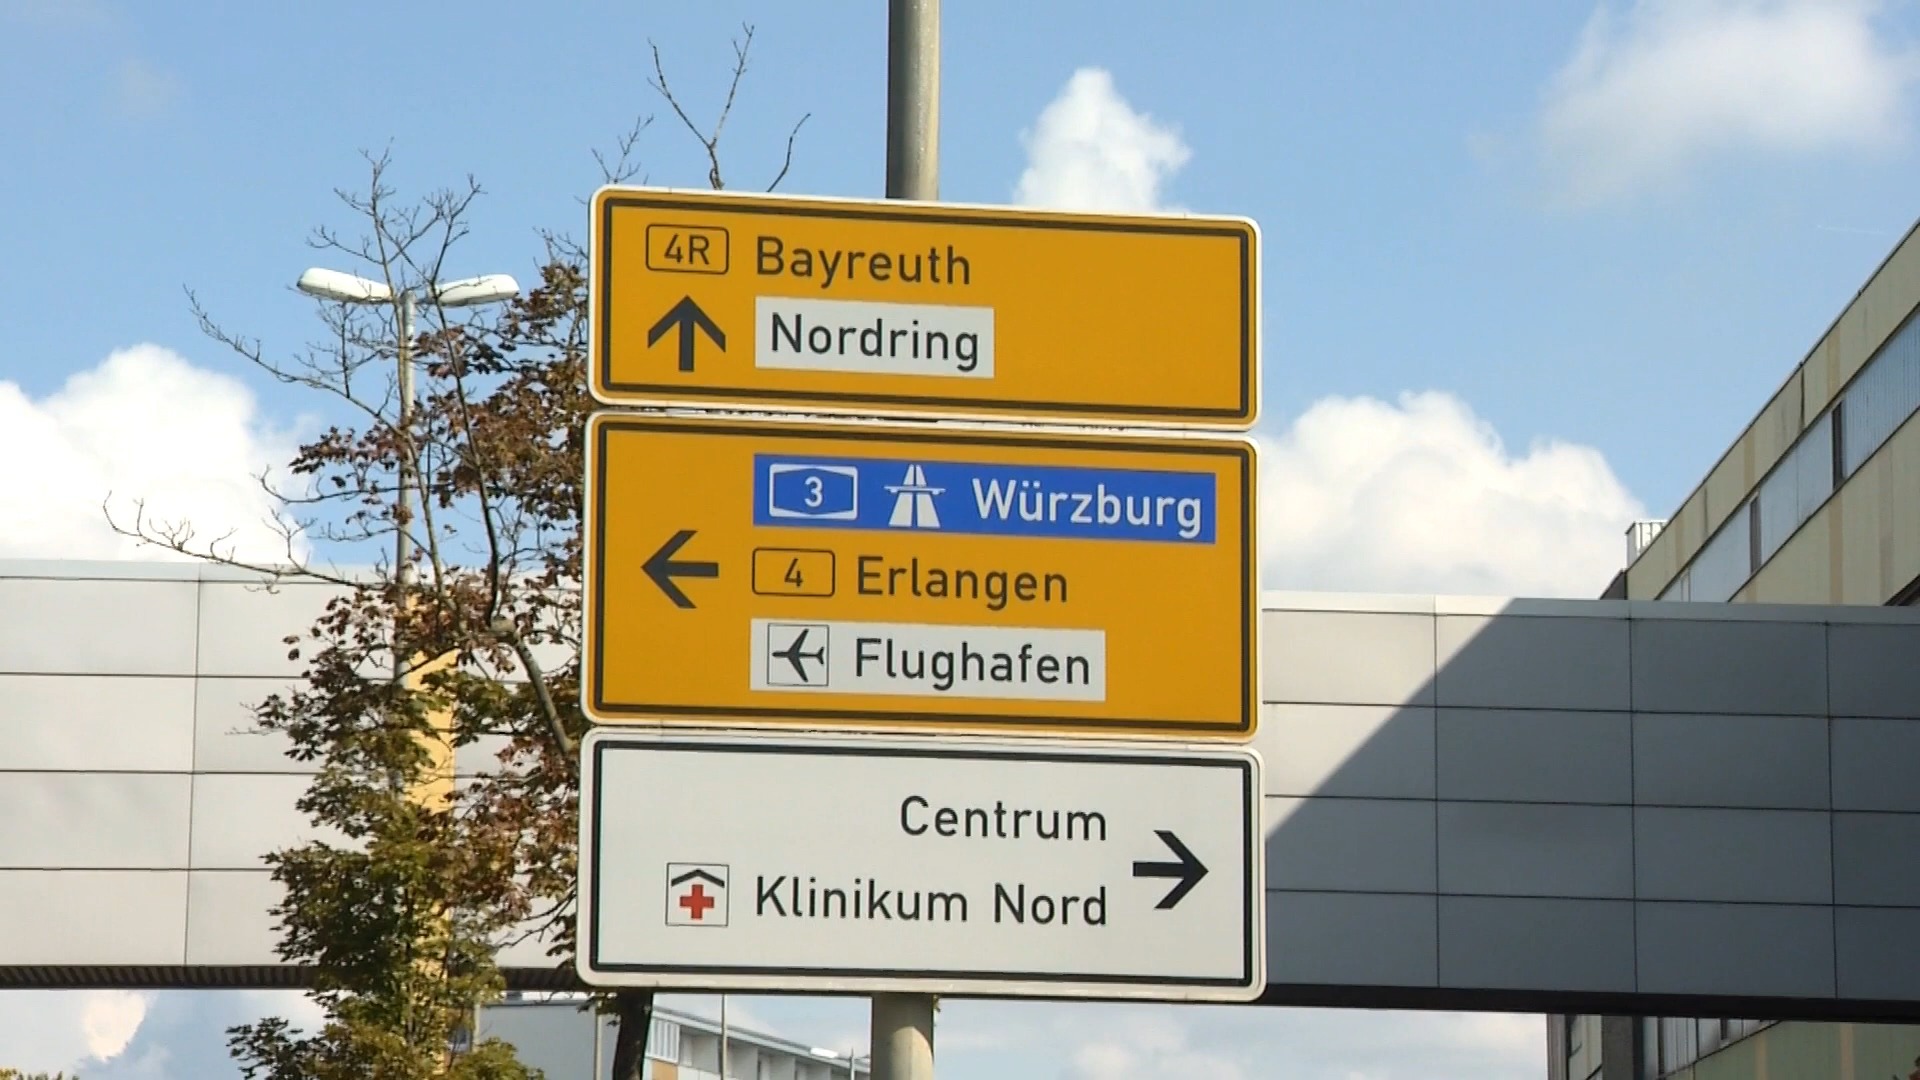 4R Bayreuth
Nordring
3 Würzburg
4 Erlangen
Flughafen
Centrum
Klinikum Nord